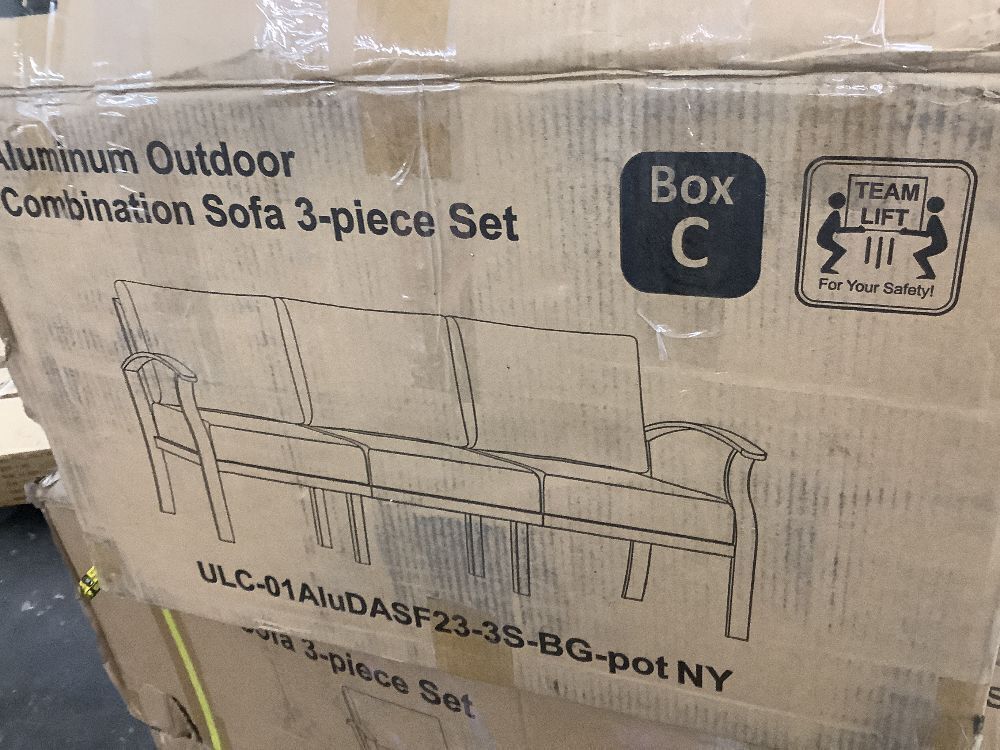 Aluminum Outdoor
Combination Sofa 3-piece Set
Box
C
TEAM
LIFT
For Your Safety!
ULC-01AluDASF23-3S-BG-pot NY
Sofa 3-piece Set